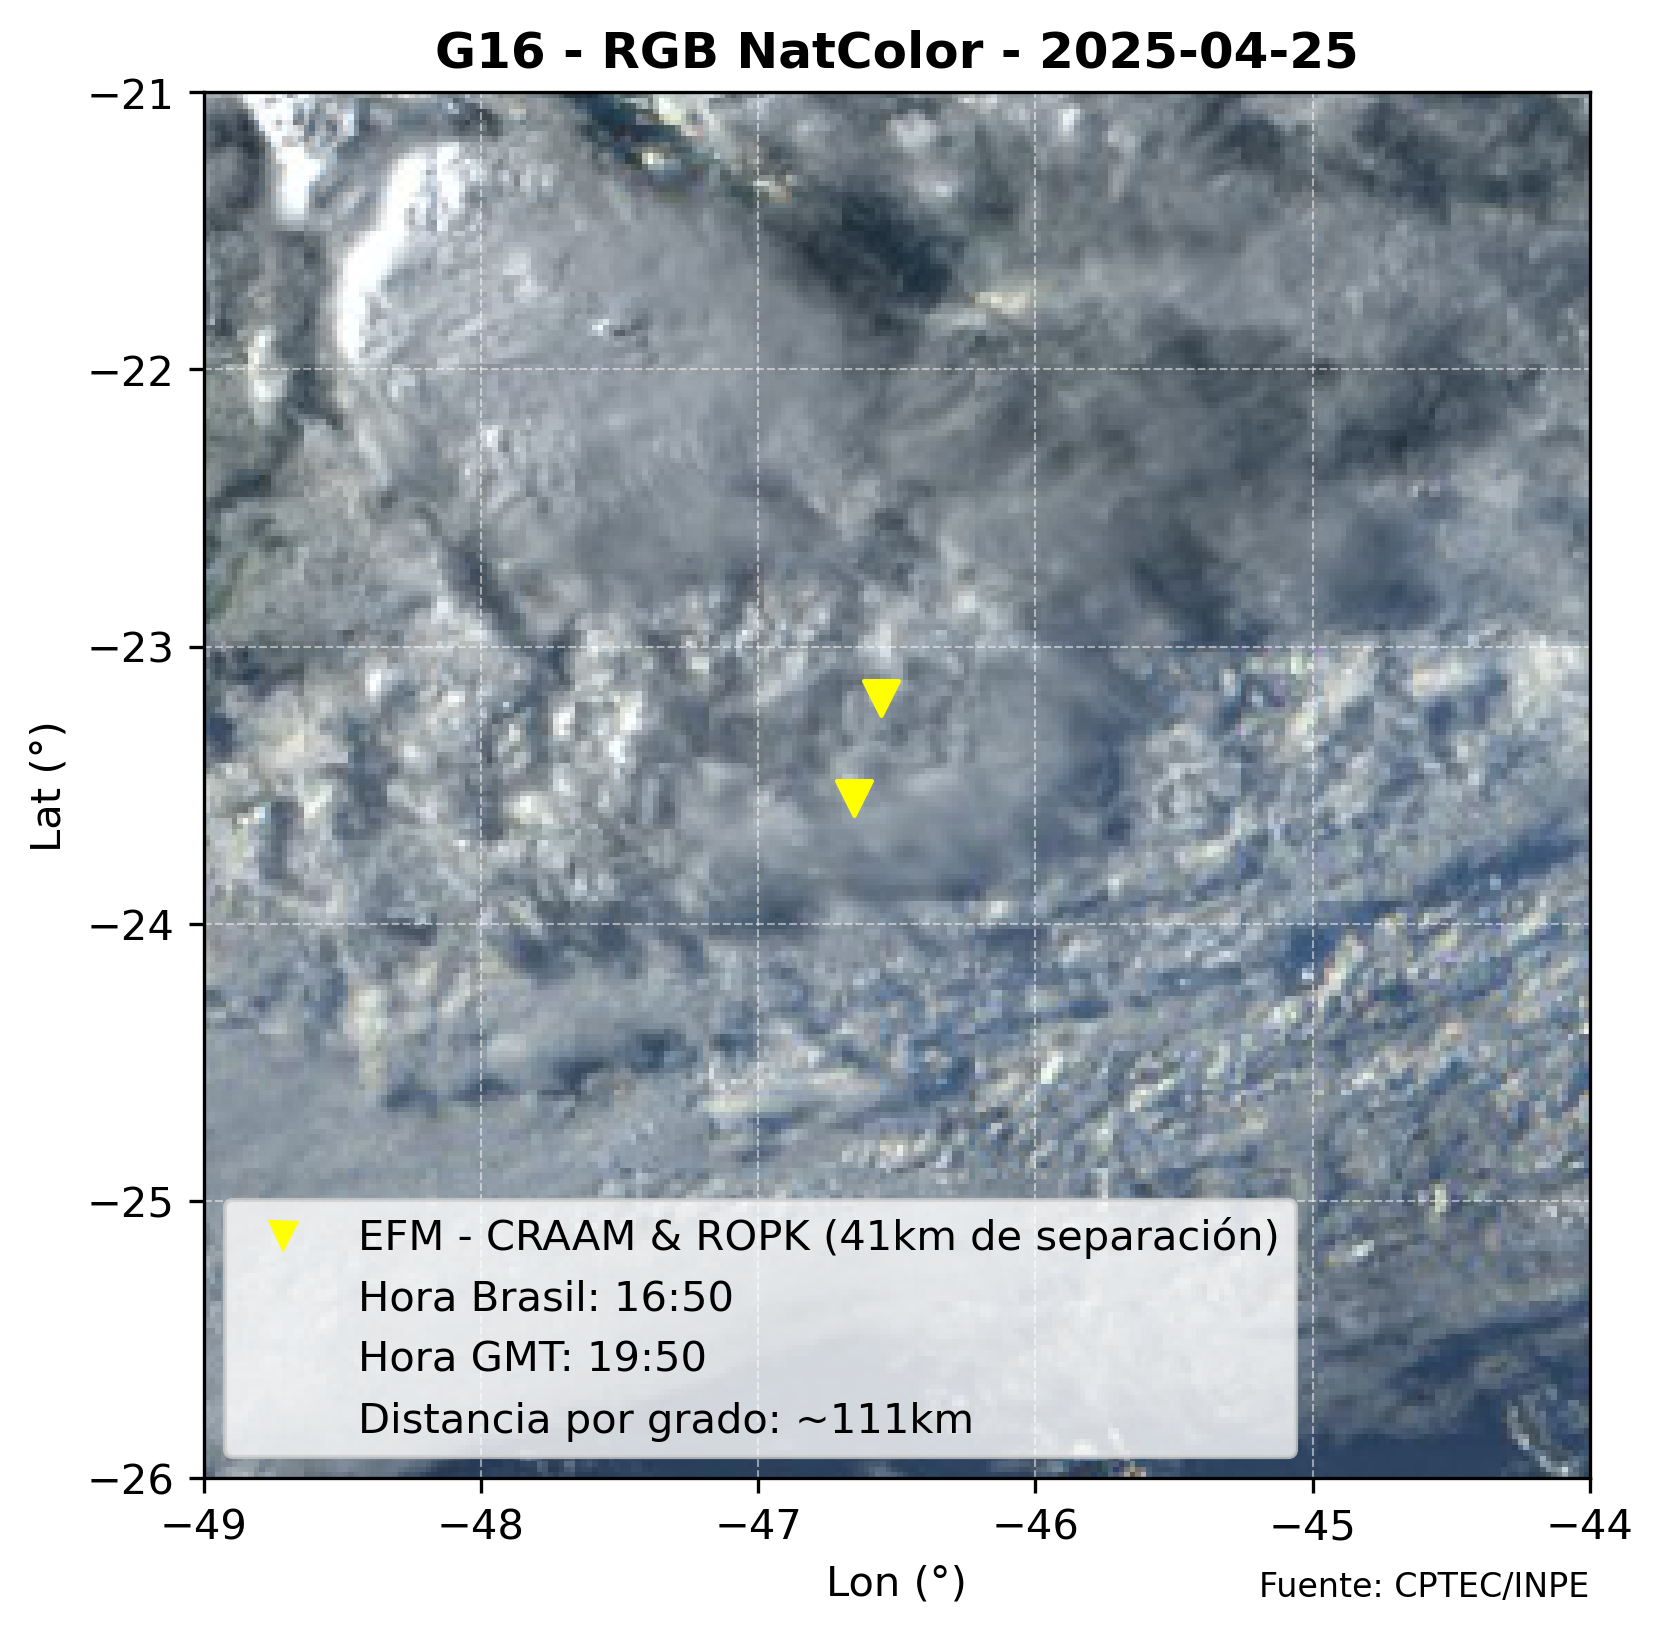 G16 - RGB NatColor - 2025-04-25
−21
−22
−23
−24
−25
−26
Lat (°)
EFM - CRAAM & ROPK (41km de separación)
Hora Brasil: 16:50
Hora GMT: 19:50
Distancia por grado: ~111km
−49
−48
−47
−46
−45
−44
Lon (°)
Fuente: CPTEC/INPE